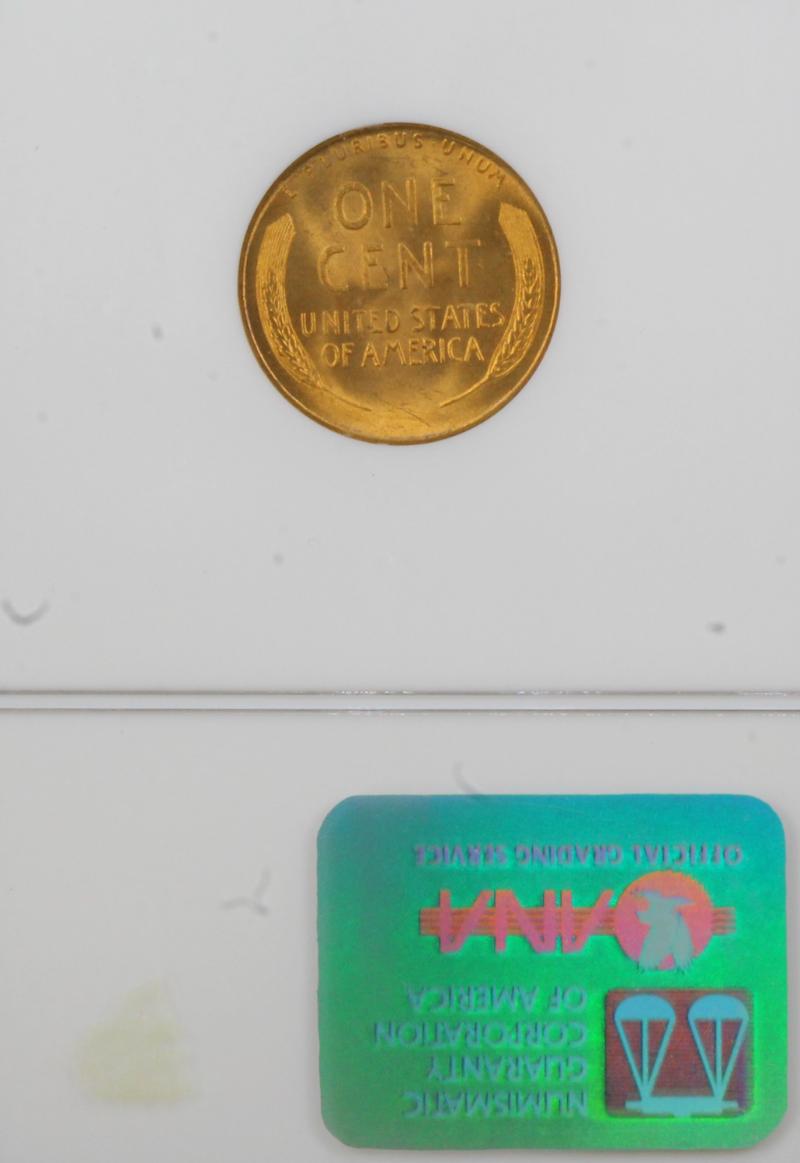 E PLURIBUS UNUM
ONE
CENT
UNITED STATES
OF AMERICA
NUMISMATIC
GUARANTY
CORPORATION
OF AMERICA
ANA
OFFICIAL GRADING SERVICE